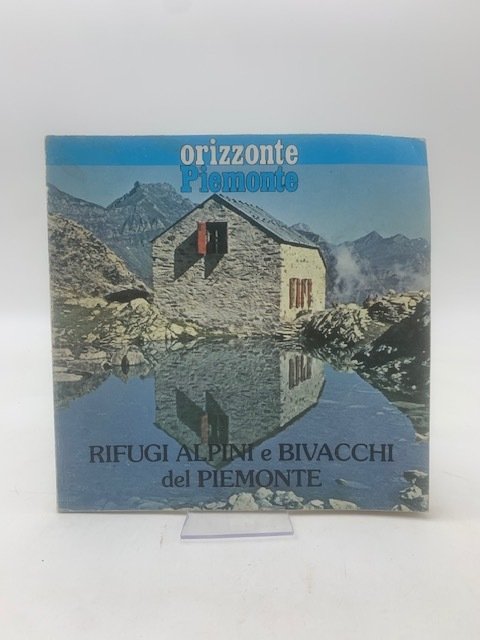 orizzonte
Piemonte
RIFUGI ALPINI e BIVACCHI
del PIEMONTE